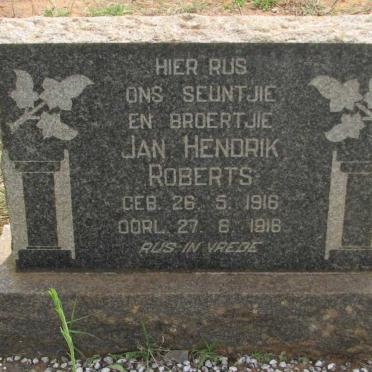 HIER RUS
ONS SEUNTJIE
EN BROERTJIE
JAN HENDRIK
ROBERTS
GEB. 26. 5. 1916
OORL. 27. 6. 1916
RUS IN VREDE